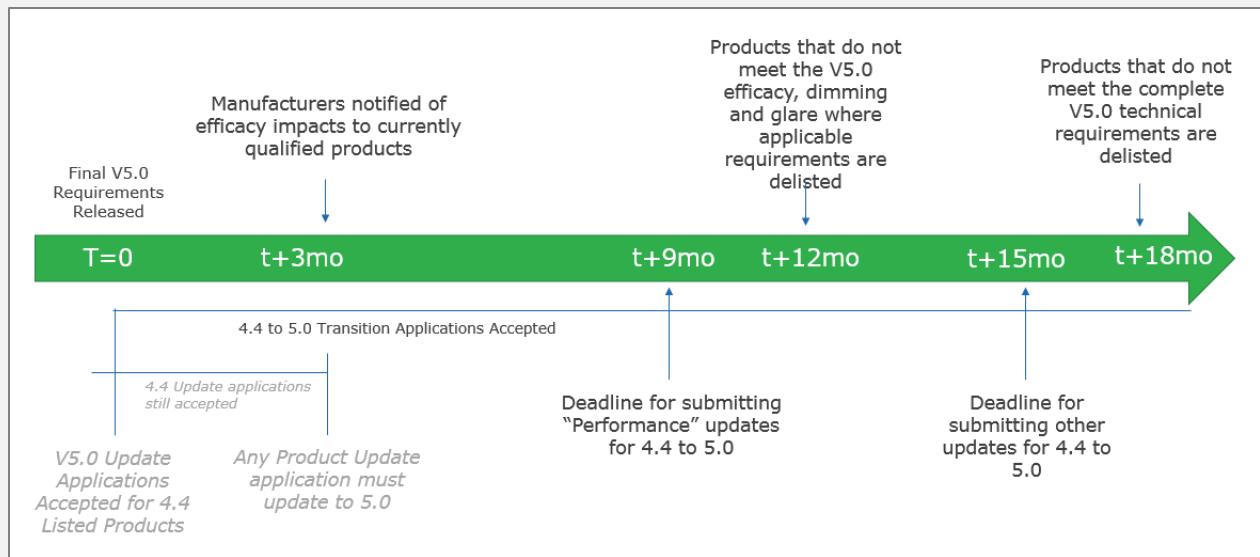 Final V5.0
Requirements
Released
Manufacturers notified of
efficacy impacts to currently
qualified products
Products that do not
meet the V5.0
efficacy, dimming
and glare where
applicable
requirements are
delisted
Products that do not
meet the complete
V5.0 technical
requirements are
delisted
T=0
t+3mo
t+9mo
t+12mo
t+15mo
t+18mo
4.4 to 5.0 Transition Applications Accepted
4.4 Update applications
still accepted
V5.0 Update
Applications
Accepted for 4.4
Listed Products
Any Product Update
application must
update to 5.0
Deadline for submitting
“Performance” updates
for 4.4 to 5.0
Deadline for
submitting other
updates for 4.4 to
5.0